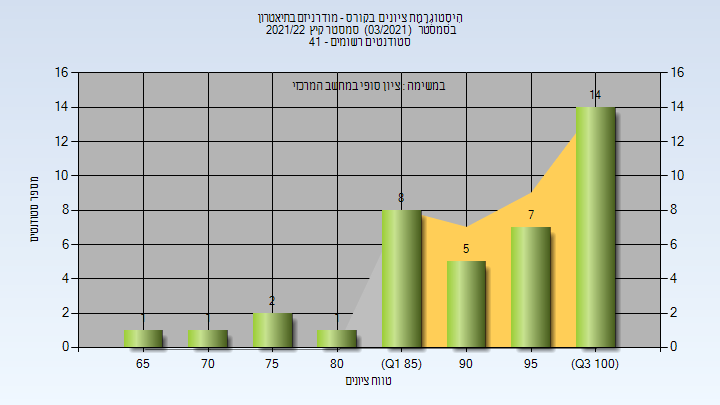 היסטוגרמת ציונים בקורס - מודרניזם בתיאטרון
בסמסטר (03/2021) סמסטר קיץ 2021/22
סטודנטים רשומים - 41
במשימה : ציון סופי במחשב המרכזי
16 16
14 14
12 12
10 10
8 8
6 6
4 4
2 2
0 0
1 1 2 1 8 5 7 14
65 70 75 80 (Q1 85) 90 95 (Q3 100)
טווח ציונים
מספר סטודנטים